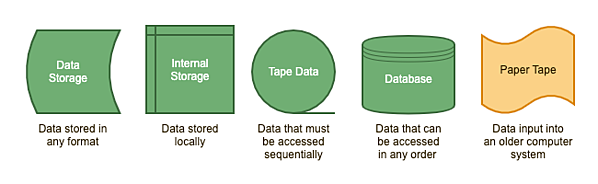 Data
Storage
Internal
Storage
Tape Data
Database
Paper Tape
Data stored in
any format
Data stored
locally
Data that must
be accessed
sequentially
Data that can
be accessed
in any order
Data input into
an older computer
system